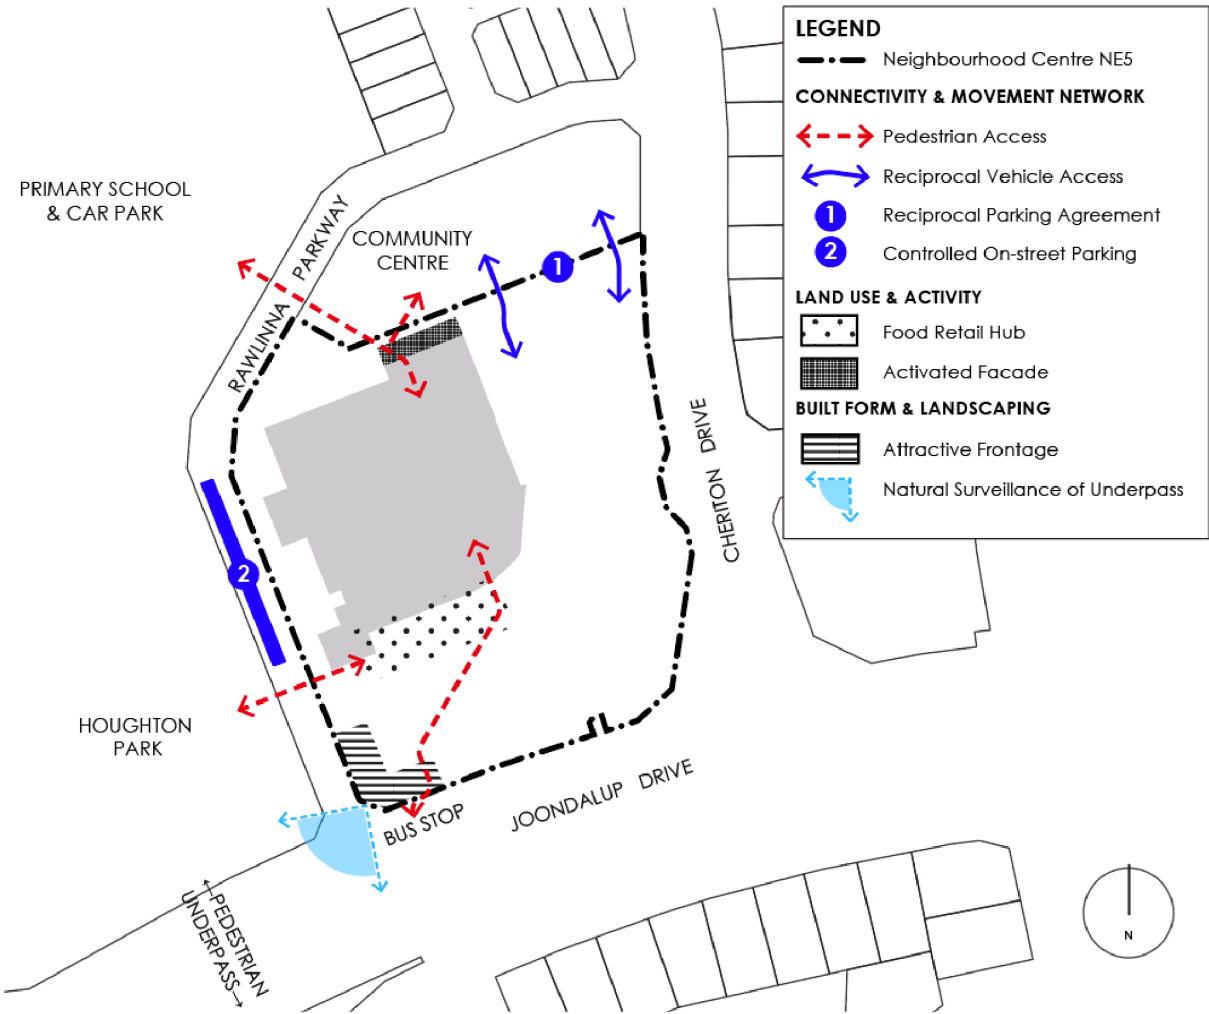 LEGEND
Neighbourhood Centre NE5
CONNECTIVITY & MOVEMENT NETWORK
Pedestrian Access
Reciprocal Vehicle Access
1
Reciprocal Parking Agreement
2
Controlled On-street Parking
LAND USE & ACTIVITY
Food Retail Hub
Activated Facade
BUILT FORM & LANDSCAPING
Attractive Frontage
Natural Surveillance of Underpass
PRIMARY SCHOOL
& CAR PARK
RAWLINNA PARKWAY
COMMUNITY
CENTRE
1
CHERITON DRIVE
2
HOUGHTON
PARK
BUS STOP
JOONDALUP DRIVE
PEDESTRIAN
UNDERPASS
N